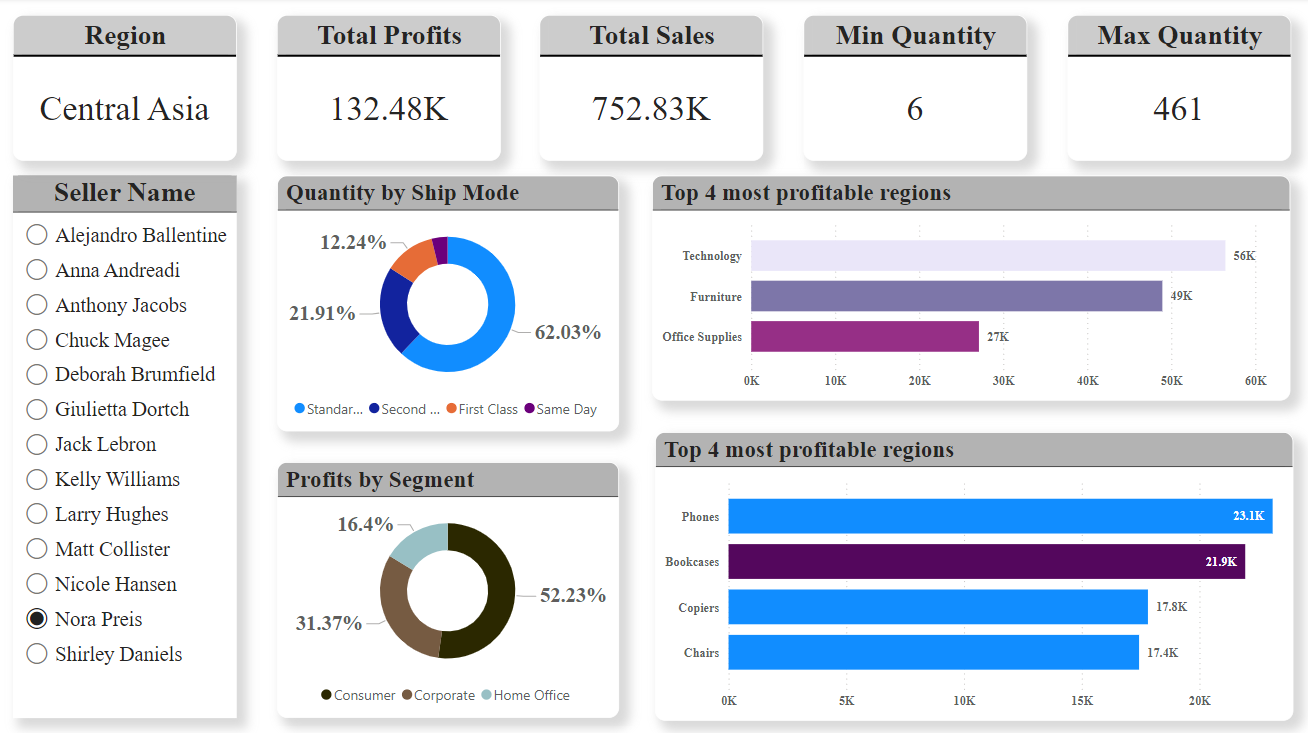 Region
Central Asia
Total Profits
132.48K
Total Sales
752.83K
Min Quantity
6
Max Quantity
461
Seller Name
Alejandro Ballentine
Anna Andreadi
Anthony Jacobs
Chuck Magee
Deborah Brumfield
Giulietta Dortch
Jack Lebron
Kelly Williams
Larry Hughes
Matt Collister
Nicole Hansen
Nora Preis
Shirley Daniels
Quantity by Ship Mode
12.24%
21.91%
62.03%
Standar... Second ... First Class Same Day
Profits by Segment
16.4%
52.23%
31.37%
Consumer Corporate Home Office
Top 4 most profitable regions
Technology 56K
Furniture 49K
Office Supplies 27K
0K 10K 20K 30K 40K 50K 60K
Top 4 most profitable regions
Phones 23.1K
Bookcases 21.9K
Copiers 17.8K
Chairs 17.4K
0K 5K 10K 15K 20K